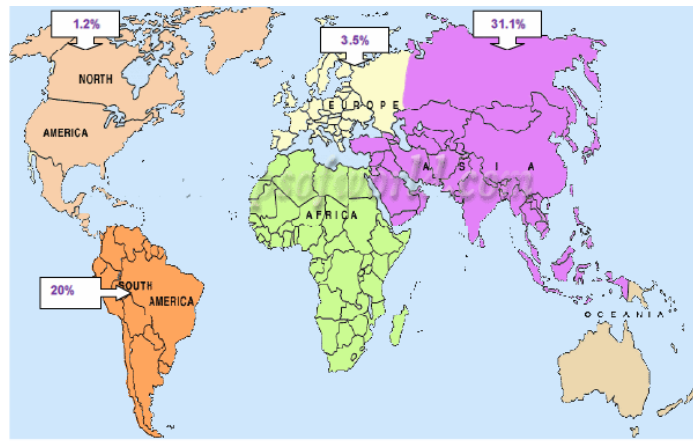 1.2%
3.5%
31.1%
NORTH
AMERICA
EUROPE
ASIA
AFRICA
20%
SOUTH
AMERICA
OCEANIA